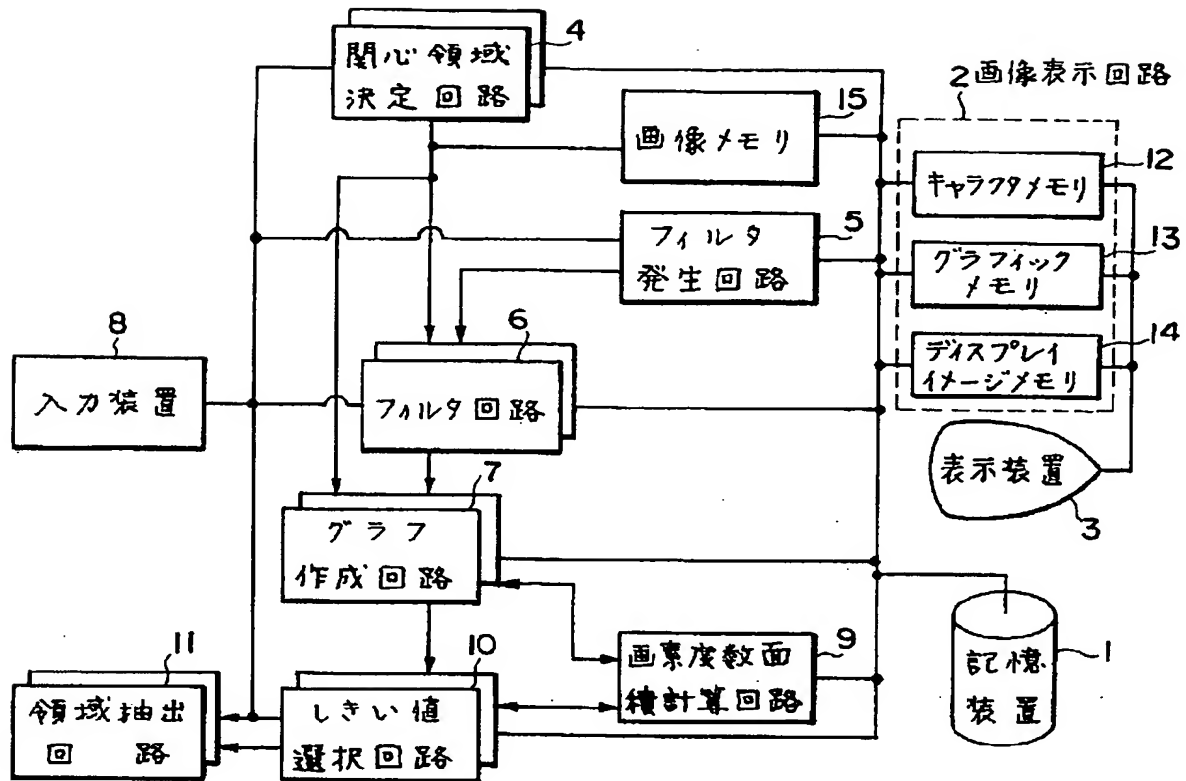 4
関心領域
決定回路
2画像表示回路
15
画像メモリ
12
キャラクタメモリ
5
フィルタ
発生回路
13
グラフィック
メモリ
8
入力装置
6
フィルタ回路
14
ディスプレイ
イメージメモリ
表示装置
3
7
グラフ
作成回路
11
領域抽出
回路
10
しきい値
選択回路
画素度数面
積計算回路
9
記憶
装置
1